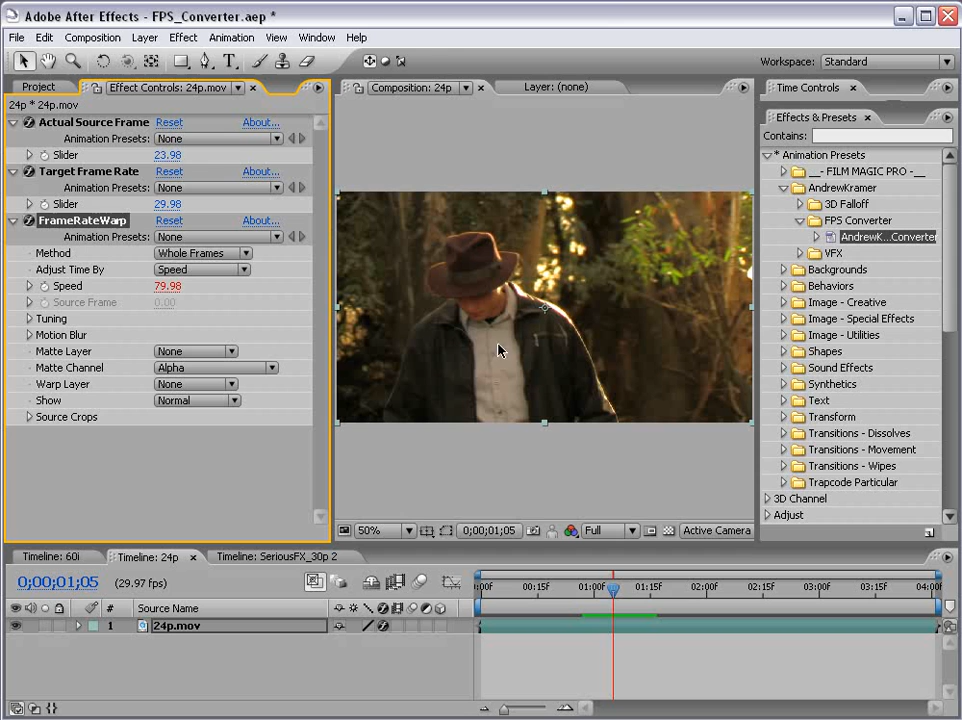 Adobe After Effects - FPS_Converter.aep *
File Edit Composition Layer Effect Animation View Window Help
Workspace: Standard
Project
Effect Controls: 24p.mov
24p * 24p.mov
Actual Source Frame Reset About...
Animation Presets: None
Slider 23.98
Target Frame Rate Reset About...
Animation Presets: None
Slider 29.98
FrameRateWarp Reset About...
Animation Presets: None
Method Whole Frames
Adjust Time By Speed
Speed 79.98
Source Frame 0.00
Tuning
Motion Blur
Matte Layer None
Matte Channel Alpha
Warp Layer None
Show Normal
Source Crops
Composition: 24p
Layer: (none)
50% 0;00;01;05 Full Active Camera
Time Controls
Effects & Presets
Contains:
* Animation Presets
__- FILM MAGIC PRO -__
AndrewKramer
3D Falloff
FPS Converter
AndrewK...Converter
VFX
Backgrounds
Behaviors
Image - Creative
Image - Special Effects
Image - Utilities
Shapes
Sound Effects
Synthetics
Text
Transform
Transitions - Dissolves
Transitions - Movement
Transitions - Wipes
Trapcode Particular
3D Channel
Adjust
Timeline: 60i
Timeline: 24p
Timeline: SeriousFX_30p 2
0;00;01;05 (29.97 fps)
:00F 00:15F 01:00F 01:15F 02:00F 02:15F 03:00F 03:15F 04:00F
# Source Name
1 24p.mov